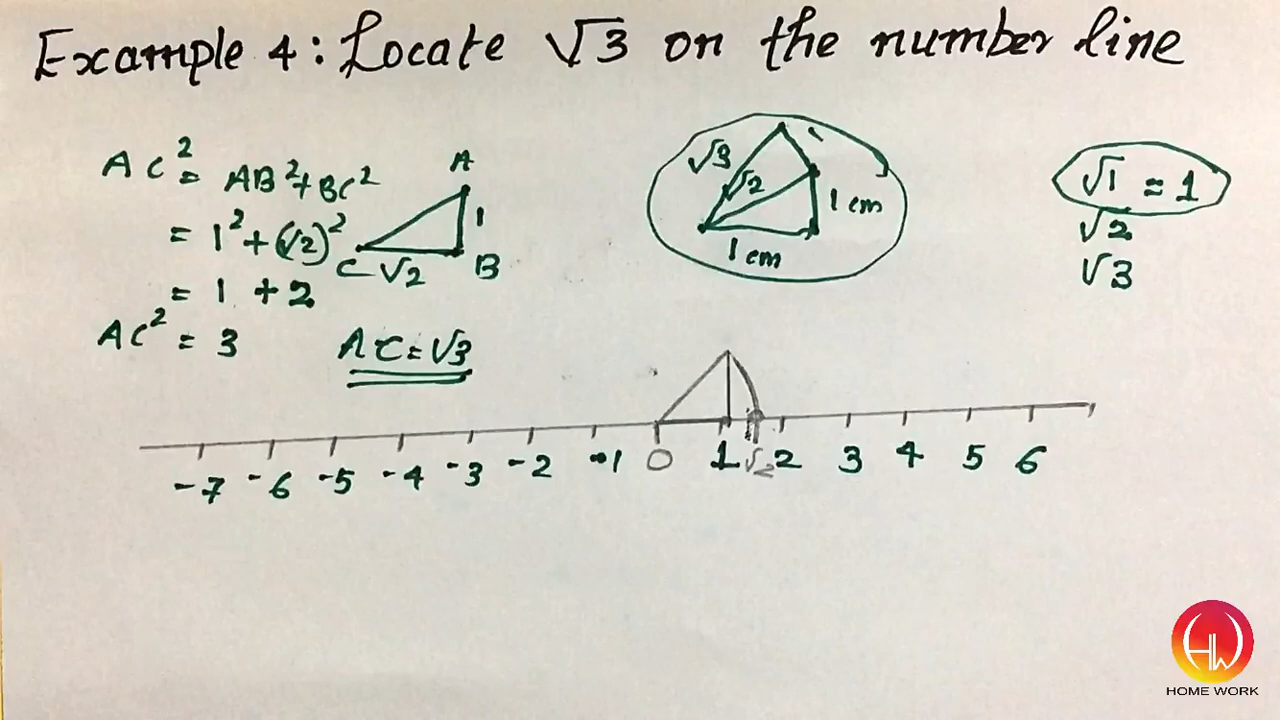 Example 4 : Locate √3 on the number line
AC² = AB² + BC²
= 1² + (√2)²
= 1 + 2
AC² = 3
AC = √3
A
1
C √2 B
√3
√2
1 cm
1 cm
√1 = 1
√2
√3
-7 -6 -5 -4 -3 -2 -1 0 1 √2 2 3 4 5 6
HW
HOME WORK